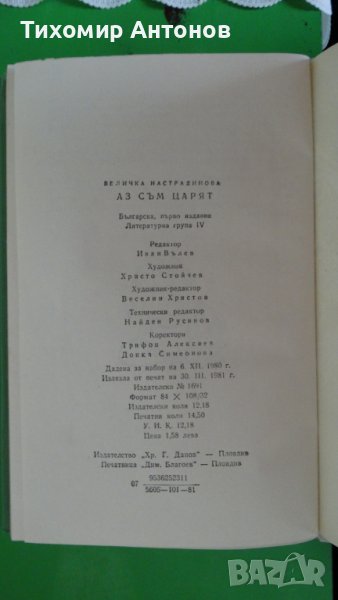 Тихомир Антонов
ВЕЛИЧКА НАСТРАДИНОВА
АЗ СЪМ ЦАРЯТ
Българска, първо издание
Литературна група IV
Редактор
Иван Вълев
Художник
Христо Стойчев
Художник-редактор
Веселин Христов
Технически редактор
Найден Русинов
Коректори
Трифон Алексиев
Донка Симеонова
Дадена за набор на 6. XII. 1980 г.
Излязла от печат на 30. III. 1981 г.
Издателски № 1691
Формат 84 × 108/32
Издателски коли 12,18
Печатни коли 14,50
У. И. К. 12,18
Цена 1,58 лева
Издателство „Хр. Г. Данов" — Пловдив
Печатница „Дим. Благоев" — Пловдив
07 9536252311
5605—101—81
BAZAR